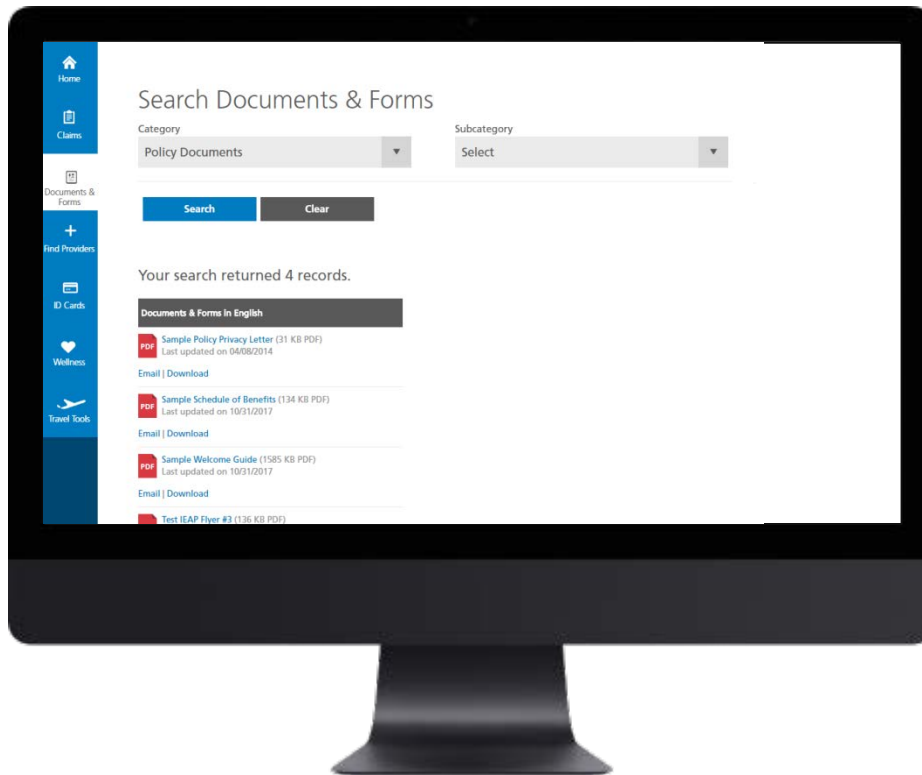 Home
Claims
Documents &
Forms
Find Providers
ID Cards
Wellness
Travel Tools
Search Documents & Forms
Category
Subcategory
Policy Documents
Select
Search
Clear
Your search returned 4 records.
Documents & Forms in English
PDF
Sample Policy Privacy Letter (31 KB PDF)
Last updated on 04/08/2014
Email | Download
PDF
Sample Schedule of Benefits (134 KB PDF)
Last updated on 10/31/2017
Email | Download
PDF
Sample Welcome Guide (1585 KB PDF)
Last updated on 10/31/2017
Email | Download
Test IEAP Flyer #3 (136 KB PDF)